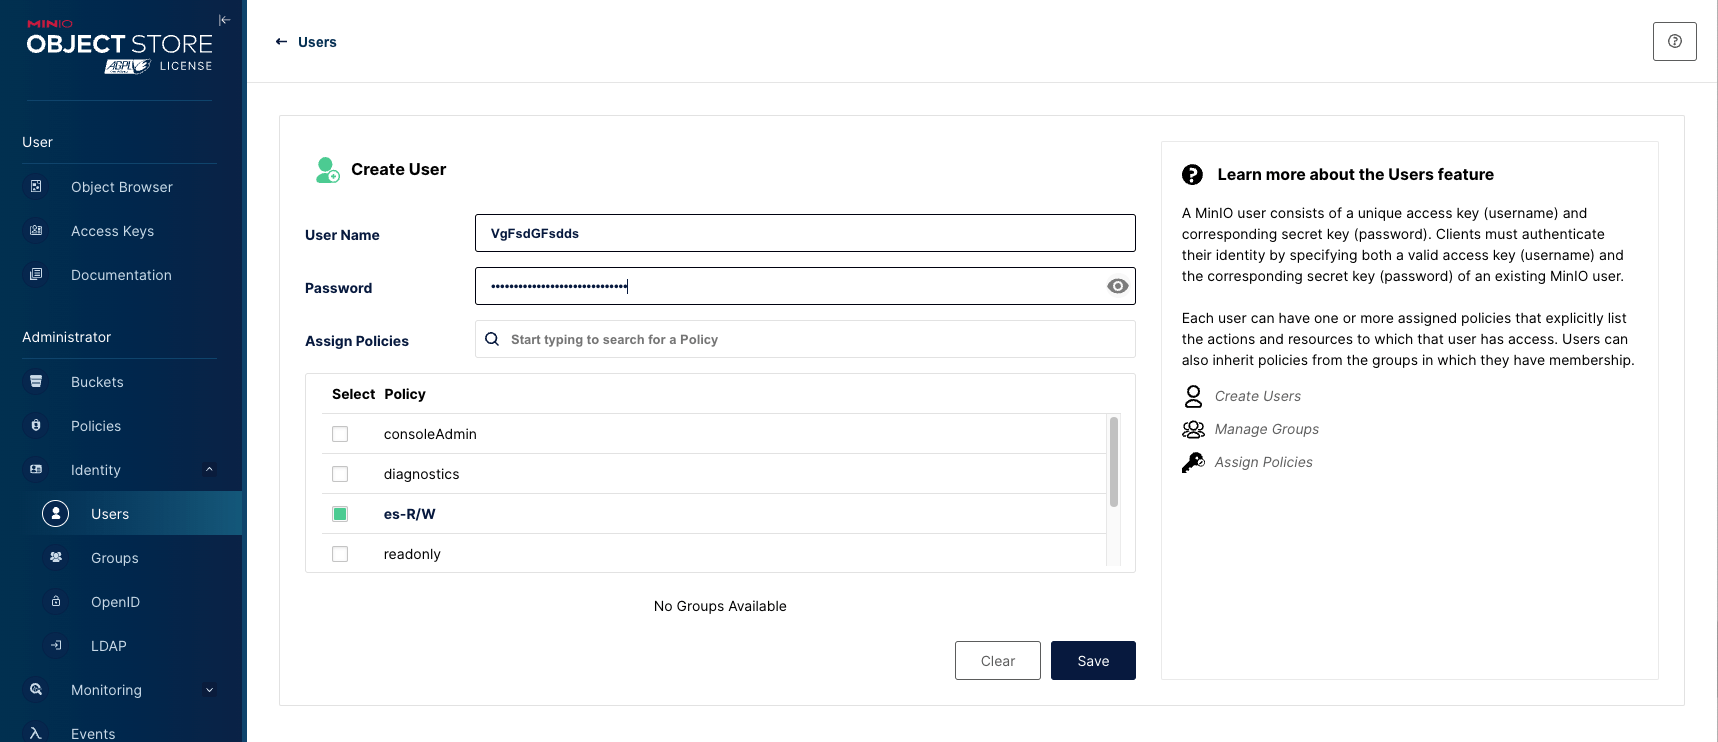 MINIO
OBJECT STORE
AGPLV3 LICENSE
User
Object Browser
Access Keys
Documentation
Administrator
Buckets
Policies
Identity
Users
Groups
OpenID
LDAP
Monitoring
Events
Users
Create User
User Name
VgFsdGFsdds
Password
Assign Policies
Start typing to search for a Policy
Select Policy
consoleAdmin
diagnostics
es-R/W
readonly
No Groups Available
Clear
Save
Learn more about the Users feature
A MinIO user consists of a unique access key (username) and
corresponding secret key (password). Clients must authenticate
their identity by specifying both a valid access key (username) and
the corresponding secret key (password) of an existing MinIO user.
Each user can have one or more assigned policies that explicitly list
the actions and resources to which that user has access. Users can
also inherit policies from the groups in which they have membership.
Create Users
Manage Groups
Assign Policies